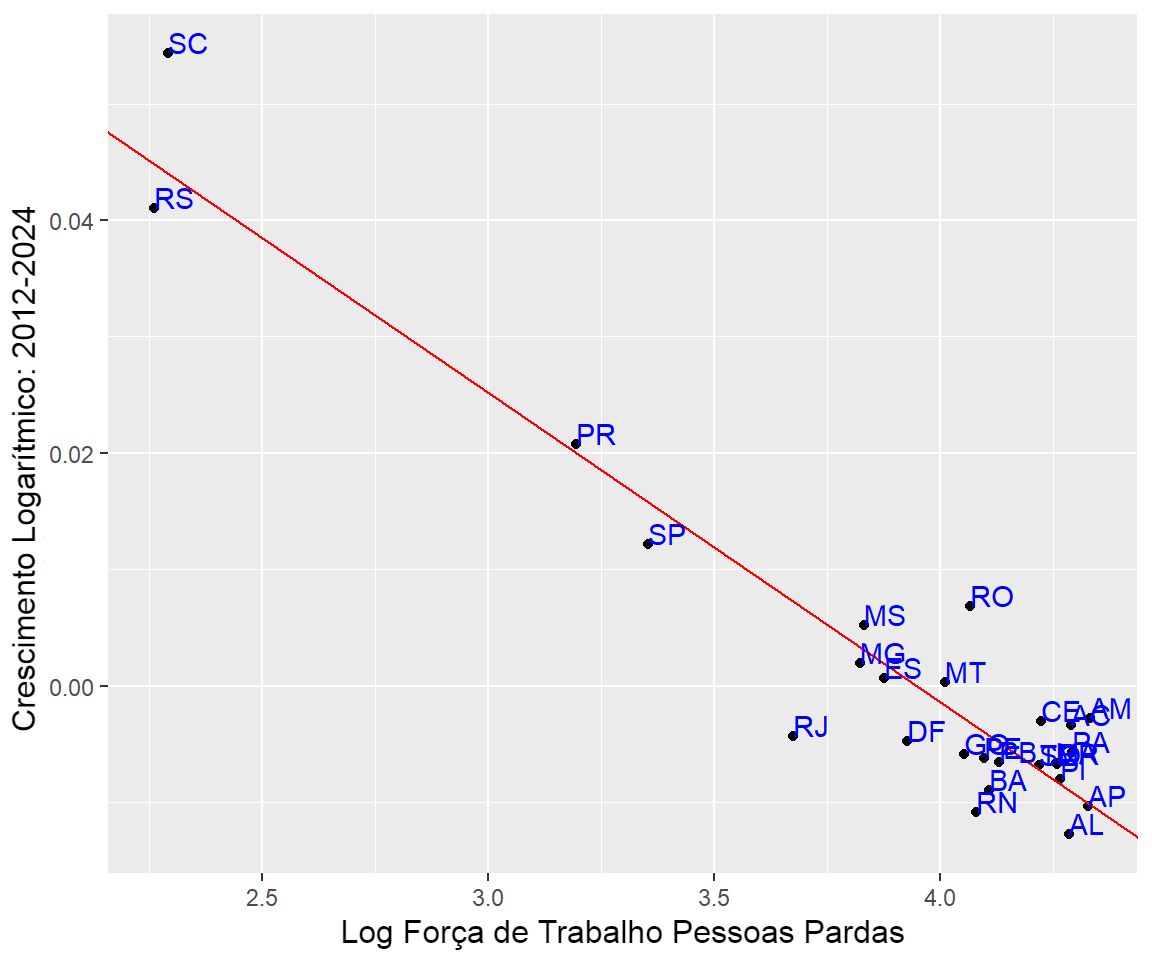 SC
RS
0.04
PR
0.02
SP
RO
MS
MG
ES
MT
0.00
AM
CE
AC
RJ
DF
GO
PE
PB
PA
PI
BA
AP
RN
AL
2.5 3.0 3.5 4.0
Log Força de Trabalho Pessoas Pardas
Crescimento Logarítmico: 2012-2024